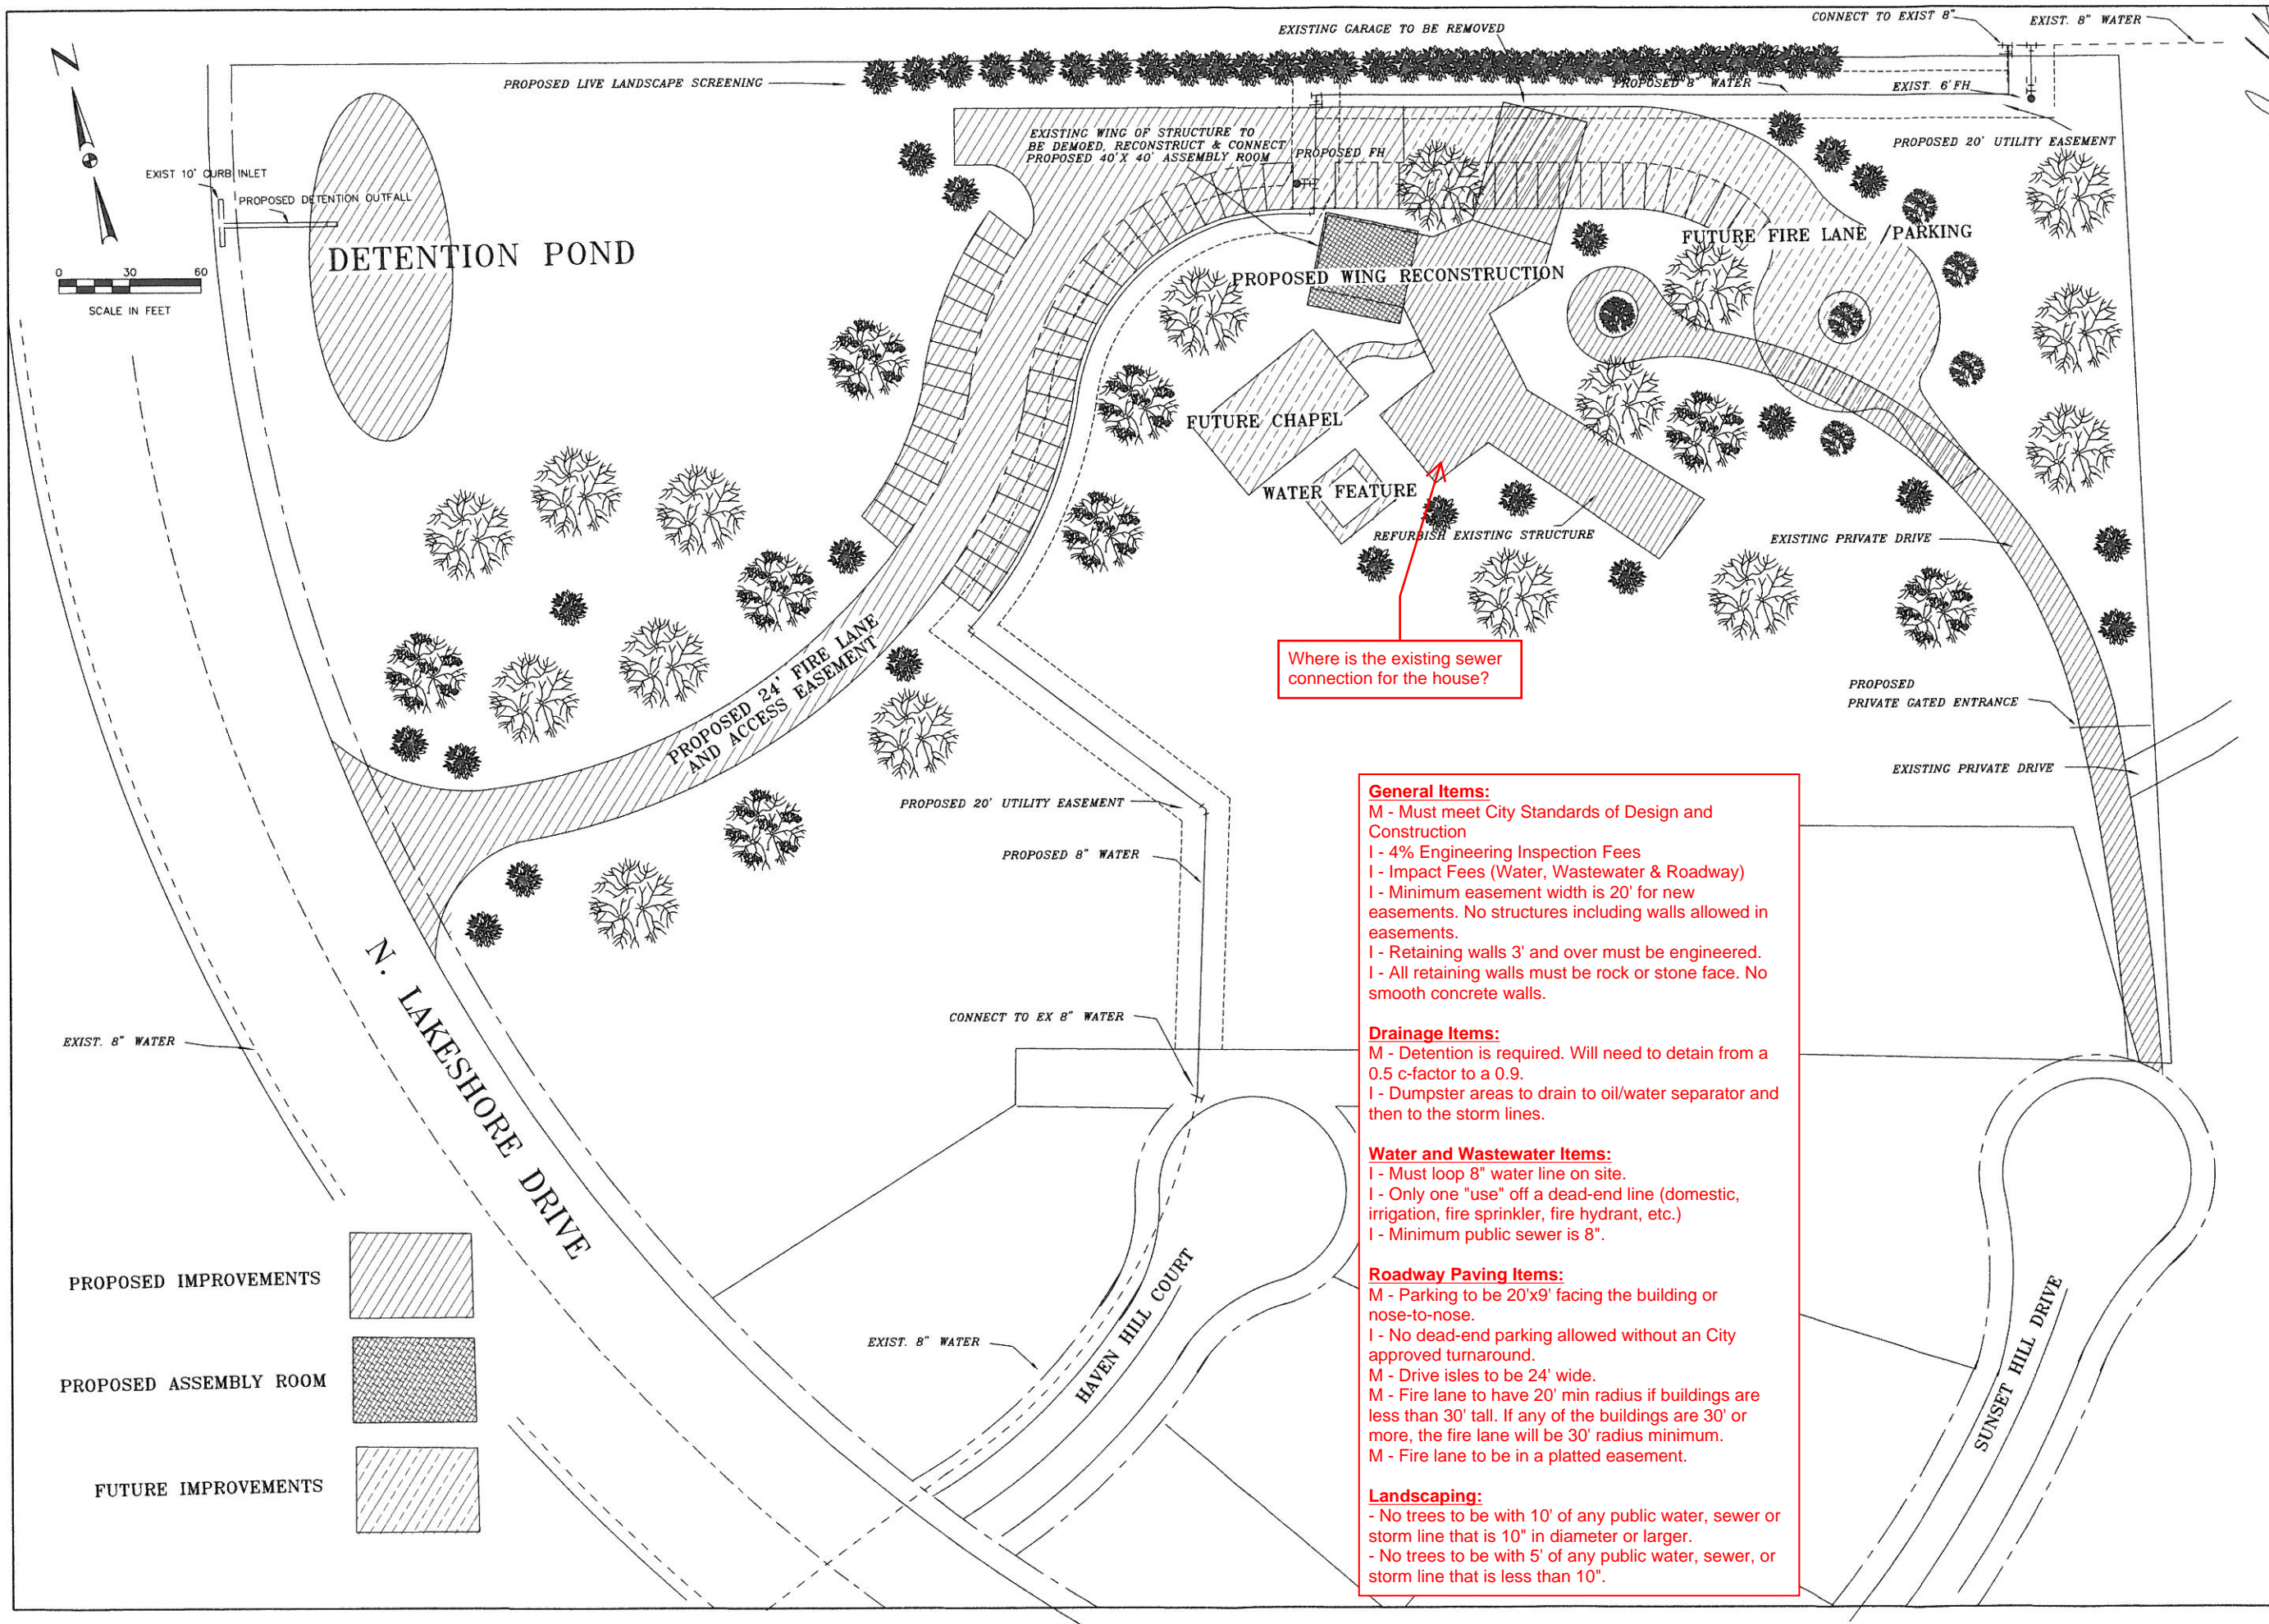 EXISTING GARAGE TO BE REMOVED
CONNECT TO EXIST 8"
EXIST. 8" WATER
N
PROPOSED LIVE LANDSCAPE SCREENING
PROPOSED 8" WATER
EXIST. 6'FH
EXISTING WING OF STRUCTURE TO
BE DEMOED, RECONSTRUCT & CONNECT
PROPOSED 40'X 40' ASSEMBLY ROOM
PROPOSED FH
PROPOSED 20' UTILITY EASEMENT
EXIST 10' CURB INLET
PROPOSED DETENTION OUTFALL
DETENTION POND
FUTURE FIRE LANE /PARKING
0 30 60
SCALE IN FEET
PROPOSED WING RECONSTRUCTION
FUTURE CHAPEL
WATER FEATURE
REFURBISH EXISTING STRUCTURE
EXISTING PRIVATE DRIVE
PROPOSED 24' FIRE LANE
AND ACCESS EASEMENT
Where is the existing sewer
connection for the house?
PROPOSED
PRIVATE GATED ENTRANCE
EXISTING PRIVATE DRIVE
PROPOSED 20' UTILITY EASEMENT
PROPOSED 8" WATER
General Items:
M - Must meet City Standards of Design and
Construction
I - 4% Engineering Inspection Fees
I - Impact Fees (Water, Wastewater & Roadway)
I - Minimum easement width is 20' for new
easements. No structures including walls allowed in
easements.
I - Retaining walls 3' and over must be engineered.
I - All retaining walls must be rock or stone face. No
smooth concrete walls.
Drainage Items:
M - Detention is required. Will need to detain from a
0.5 c-factor to a 0.9.
I - Dumpster areas to drain to oil/water separator and
then to the storm lines.
Water and Wastewater Items:
I - Must loop 8" water line on site.
I - Only one "use" off a dead-end line (domestic,
irrigation, fire sprinkler, fire hydrant, etc.)
I - Minimum public sewer is 8".
Roadway Paving Items:
M - Parking to be 20'x9' facing the building or
nose-to-nose.
I - No dead-end parking allowed without an City
approved turnaround.
M - Drive isles to be 24' wide.
M - Fire lane to have 20' min radius if buildings are
less than 30' tall. If any of the buildings are 30' or
more, the fire lane will be 30' radius minimum.
M - Fire lane to be in a platted easement.
Landscaping:
- No trees to be with 10' of any public water, sewer or
storm line that is 10" in diameter or larger.
- No trees to be with 5' of any public water, sewer, or
storm line that is less than 10".
CONNECT TO EX 8" WATER
EXIST. 8" WATER
N. LAKESHORE DRIVE
EXIST. 8" WATER
HAVEN HILL COURT
SUNSET HILL DRIVE
PROPOSED IMPROVEMENTS
PROPOSED ASSEMBLY ROOM
FUTURE IMPROVEMENTS